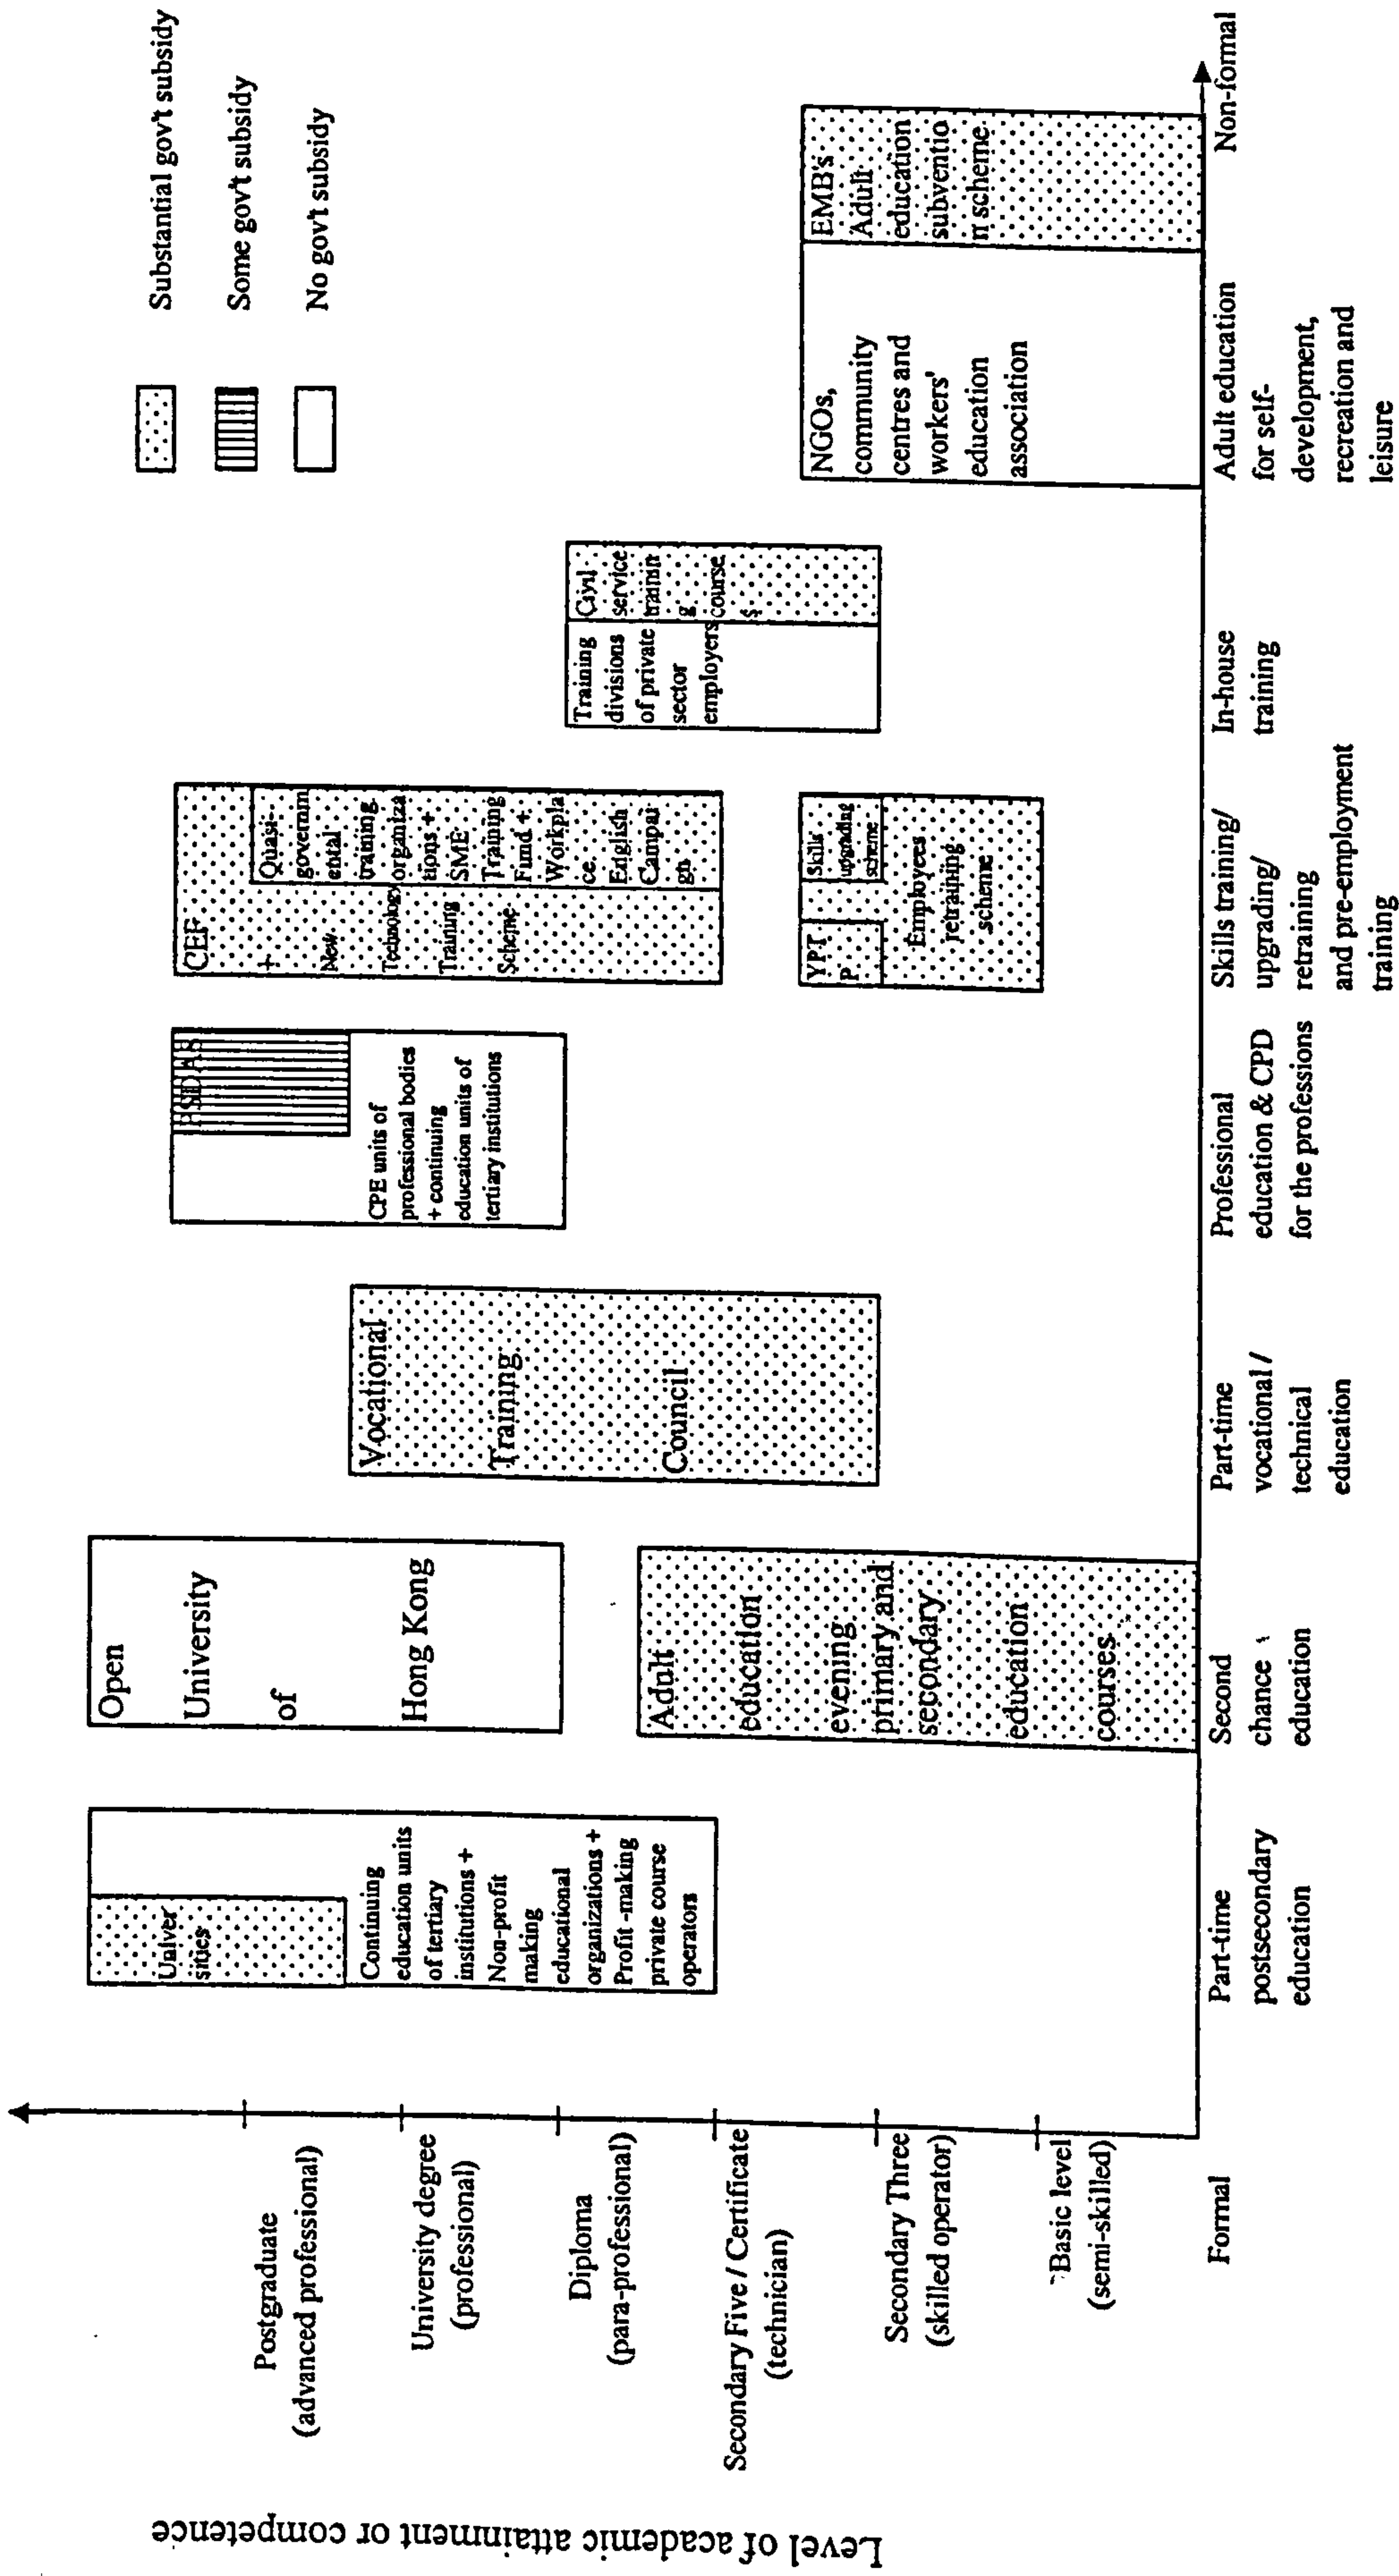 Level of academic attainment or competence
Postgraduate
(advanced professional)
University degree
(professional)
Diploma
(para-professional)
Secondary Five / Certificate
(technician)
Secondary Three
(skilled operator)
Basic level
(semi-skilled)
Formal
Substantial gov't subsidy
Some gov't subsidy
No gov't subsidy
Univer
sities
Continuing
education units
of tertiary
institutions +
Non-profit
making
educational
organizations +
Profit -making
private course
operators
Open
University
of
Hong Kong
Adult
education
evening
primary and
secondary
education
courses
Vocational
Training
Council
PSDAS
CPE units of
professional bodies
+ continuing
education units of
tertiary institutions
CEF
+
New
Technology
Training
Scheme
Quasi-
governm
ental
training
organiza
tions +
SME
Training
Fund +
Workpla
ce
English
Campai
gn
YPT
P
Skills
upgrading
scheme
Employees
retraining
scheme
Training
divisions
of private
sector
employers
Civil
service
trainin
g
course
s
NGOs,
community
centres and
workers'
education
association
EMB's
Adult
education
subventio
n scheme
Part-time
postsecondary
education
Second
chance
education
Part-time
vocational /
technical
education
Professional
education & CPD
for the professions
Skills training/
upgrading/
retraining
and pre-employment
training
In-house
training
Adult education
for self-
development,
recreation and
leisure
Non-formal